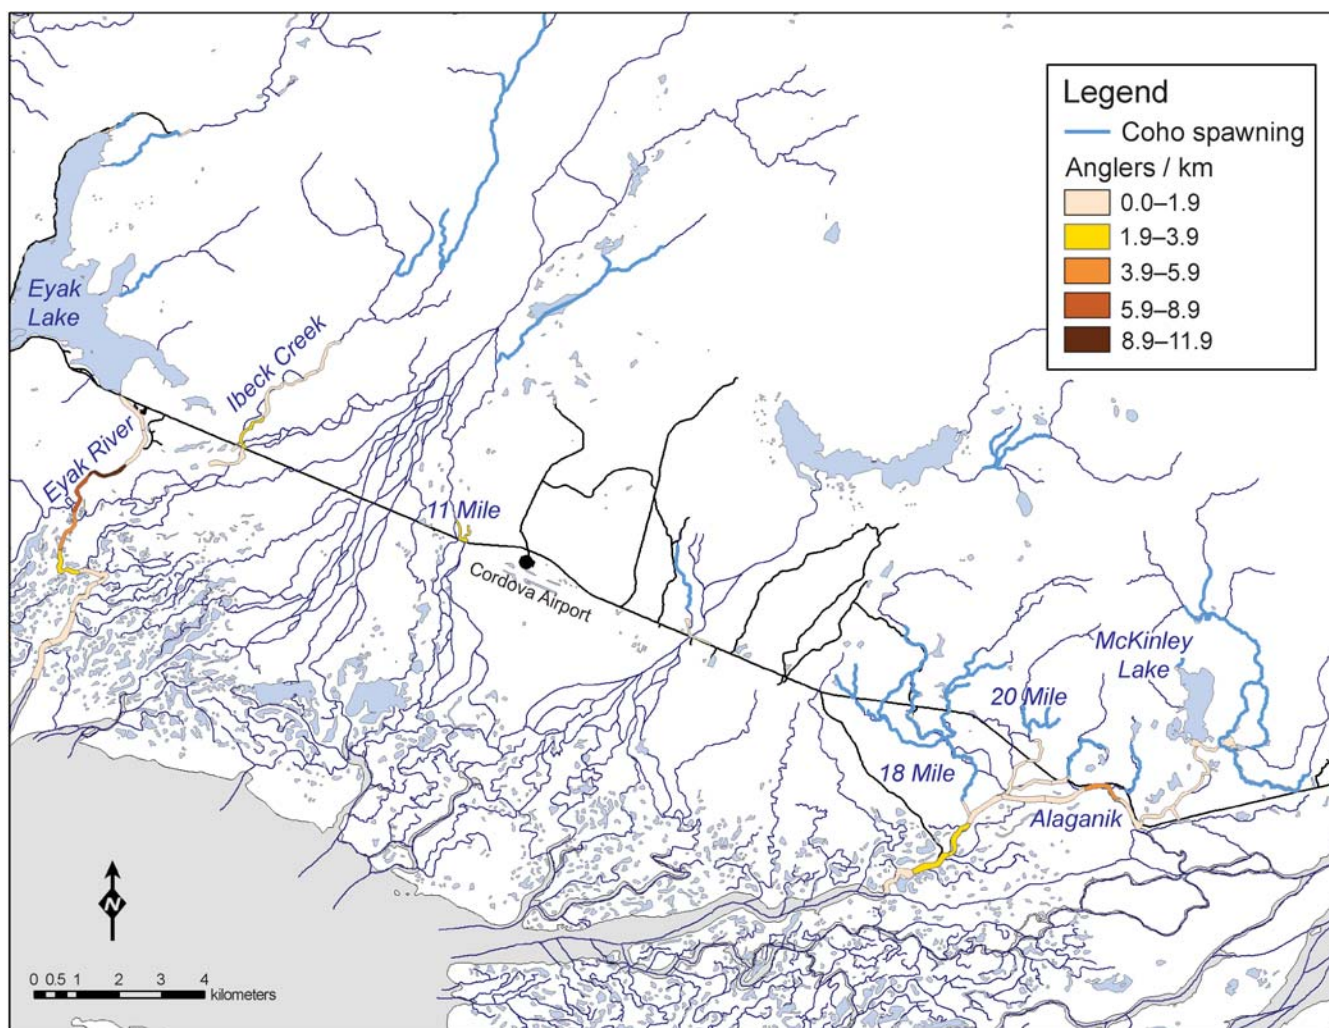 Legend
Coho spawning
Anglers / km
0.0–1.9
1.9–3.9
3.9–5.9
5.9–8.9
8.9–11.9
Eyak
Lake
Ibeck Creek
Eyak River
11 Mile
Cordova Airport
McKinley
Lake
20 Mile
18 Mile
Alaganik
N
0 0.5 1 2 3 4
kilometers